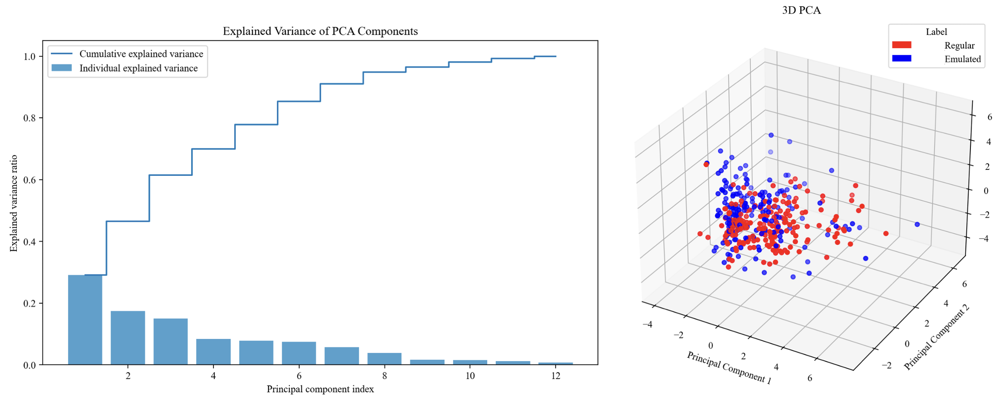 Explained Variance of PCA Components
Cumulative explained variance
Individual explained variance
Explained variance ratio
1.0
0.8
0.6
0.4
0.2
0.0
2
4
6
8
10
12
Principal component index
3D PCA
Label
Regular
Emulated
6
4
2
0
−2
−4
−4
−2
0
2
4
6
Principal Component 1
−2
0
2
4
6
Principal Component 2